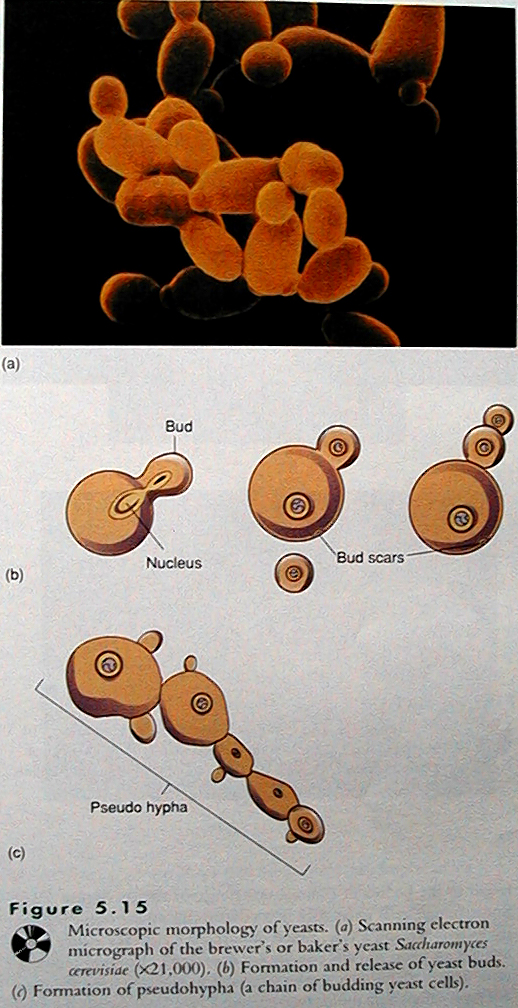 (a)
Bud
Nucleus
Bud scars
(b)
Pseudo hypha
(c)
Figure 5.15
Microscopic morphology of yeasts. (a) Scanning electron
micrograph of the brewer's or baker's yeast Saccharomyces
cerevisiae (×21,000). (b) Formation and release of yeast buds.
(c) Formation of pseudohypha (a chain of budding yeast cells).